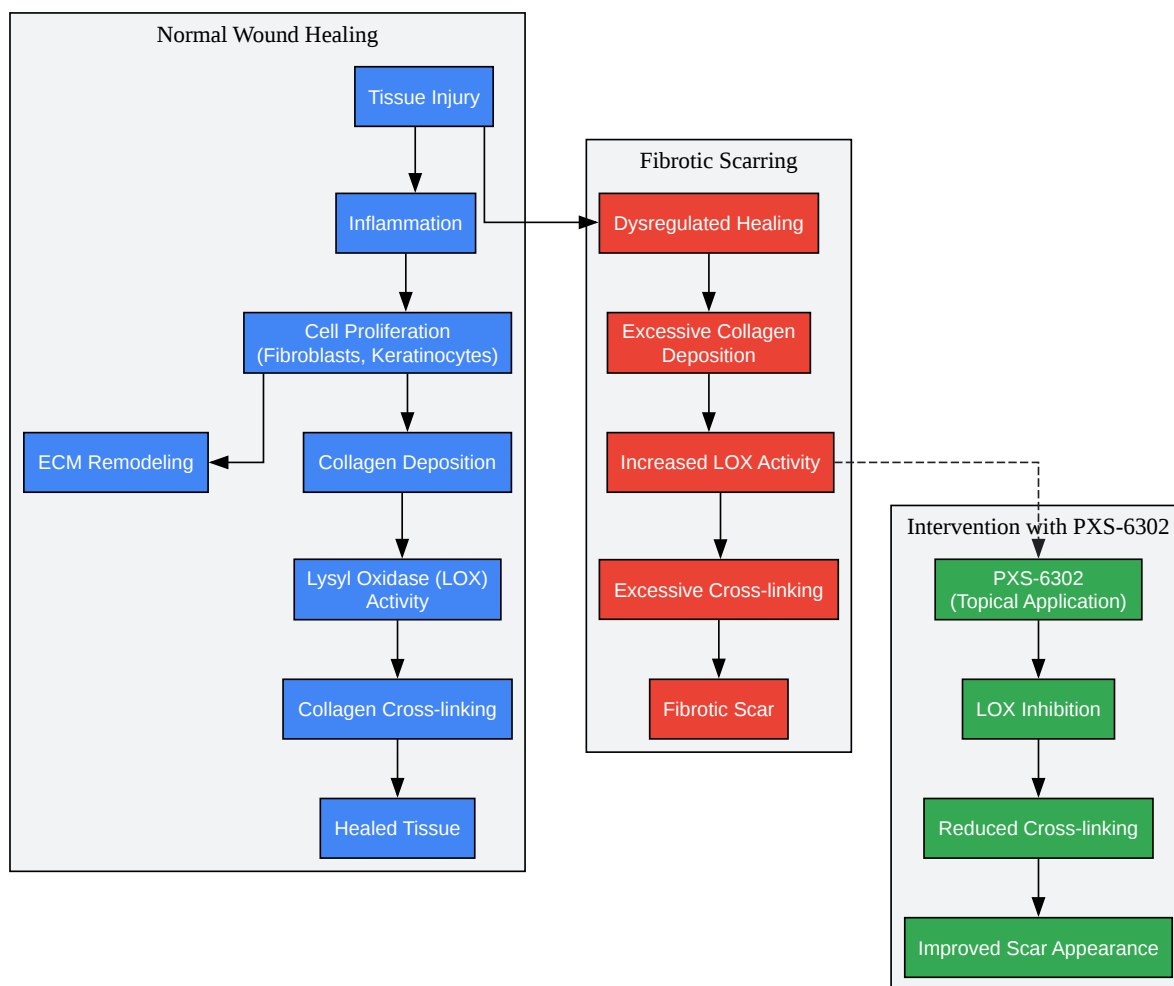 Normal Wound Healing
Tissue Injury
Inflammation
Cell Proliferation
(Fibroblasts, Keratinocytes)
ECM Remodeling
Collagen Deposition
Lysyl Oxidase (LOX)
Activity
Collagen Cross-linking
Healed Tissue
Fibrotic Scarring
Dysregulated Healing
Excessive Collagen
Deposition
Increased LOX Activity
Excessive Cross-linking
Fibrotic Scar
Intervention with PXS-6302
PXS-6302
(Topical Application)
LOX Inhibition
Reduced Cross-linking
Improved Scar Appearance